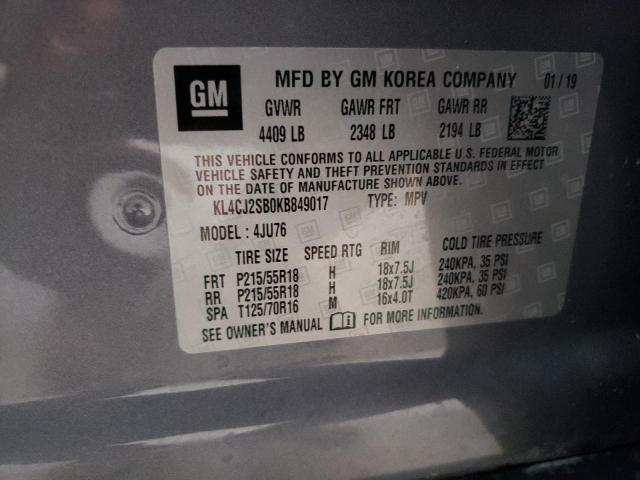 GM MFD BY GM KOREA COMPANY 01/19
GVWR GAWR FRT GAWR RR
4409 LB 2348 LB 2194 LB
THIS VEHICLE CONFORMS TO ALL APPLICABLE U.S. FEDERAL MOTOR
VEHICLE SAFETY AND THEFT PREVENTION STANDARDS IN EFFECT
ON THE DATE OF MANUFACTURE SHOWN ABOVE.
KL4CJ2SB0KB849017 TYPE: MPV
MODEL: 4JU76
TIRE SIZE SPEED RTG RIM COLD TIRE PRESSURE
FRT P215/55R18 H 18x7.5J 240KPA, 35 PSI
RR P215/55R18 H 18x7.5J 240KPA, 35 PSI
SPA T125/70R16 M 16x4.0T 420KPA, 60 PSI
SEE OWNER'S MANUAL FOR MORE INFORMATION.